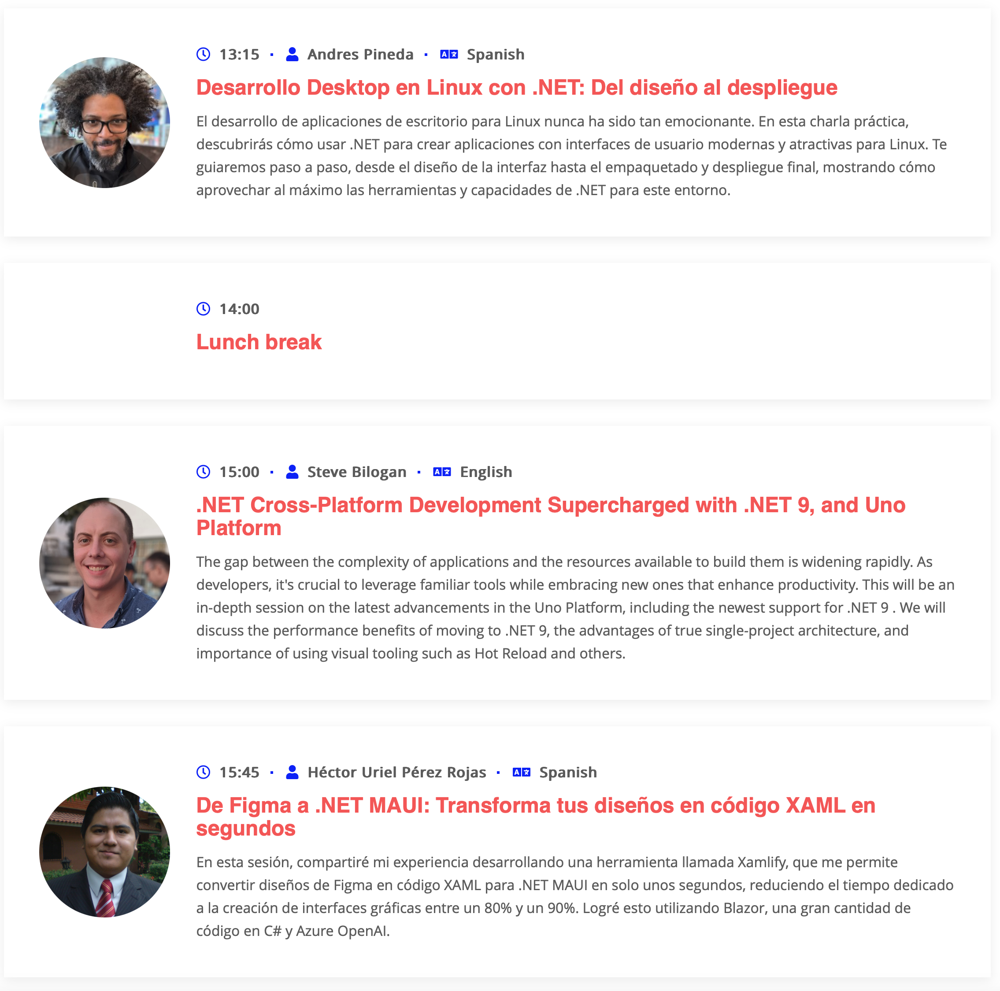 13:15 · Andres Pineda · Spanish
Desarrollo Desktop en Linux con .NET: Del diseño al despliegue
El desarrollo de aplicaciones de escritorio para Linux nunca ha sido tan emocionante. En esta charla práctica,
descubrirás cómo usar .NET para crear aplicaciones con interfaces de usuario modernas y atractivas para Linux. Te
guiaremos paso a paso, desde el diseño de la interfaz hasta el empaquetado y despliegue final, mostrando cómo
aprovechar al máximo las herramientas y capacidades de .NET para este entorno.
14:00
Lunch break
15:00 · Steve Bilogan · English
.NET Cross-Platform Development Supercharged with .NET 9, and Uno
Platform
The gap between the complexity of applications and the resources available to build them is widening rapidly. As
developers, it's crucial to leverage familiar tools while embracing new ones that enhance productivity. This will be an
in-depth session on the latest advancements in the Uno Platform, including the newest support for .NET 9 . We will
discuss the performance benefits of moving to .NET 9, the advantages of true single-project architecture, and
importance of using visual tooling such as Hot Reload and others.
15:45 · Héctor Uriel Pérez Rojas · Spanish
De Figma a .NET MAUI: Transforma tus diseños en código XAML en
segundos
En esta sesión, compartiré mi experiencia desarrollando una herramienta llamada Xamlify, que me permite
convertir diseños de Figma en código XAML para .NET MAUI en solo unos segundos, reduciendo el tiempo dedicado
a la creación de interfaces gráficas entre un 80% y un 90%. Logré esto utilizando Blazor, una gran cantidad de
código en C# y Azure OpenAI.